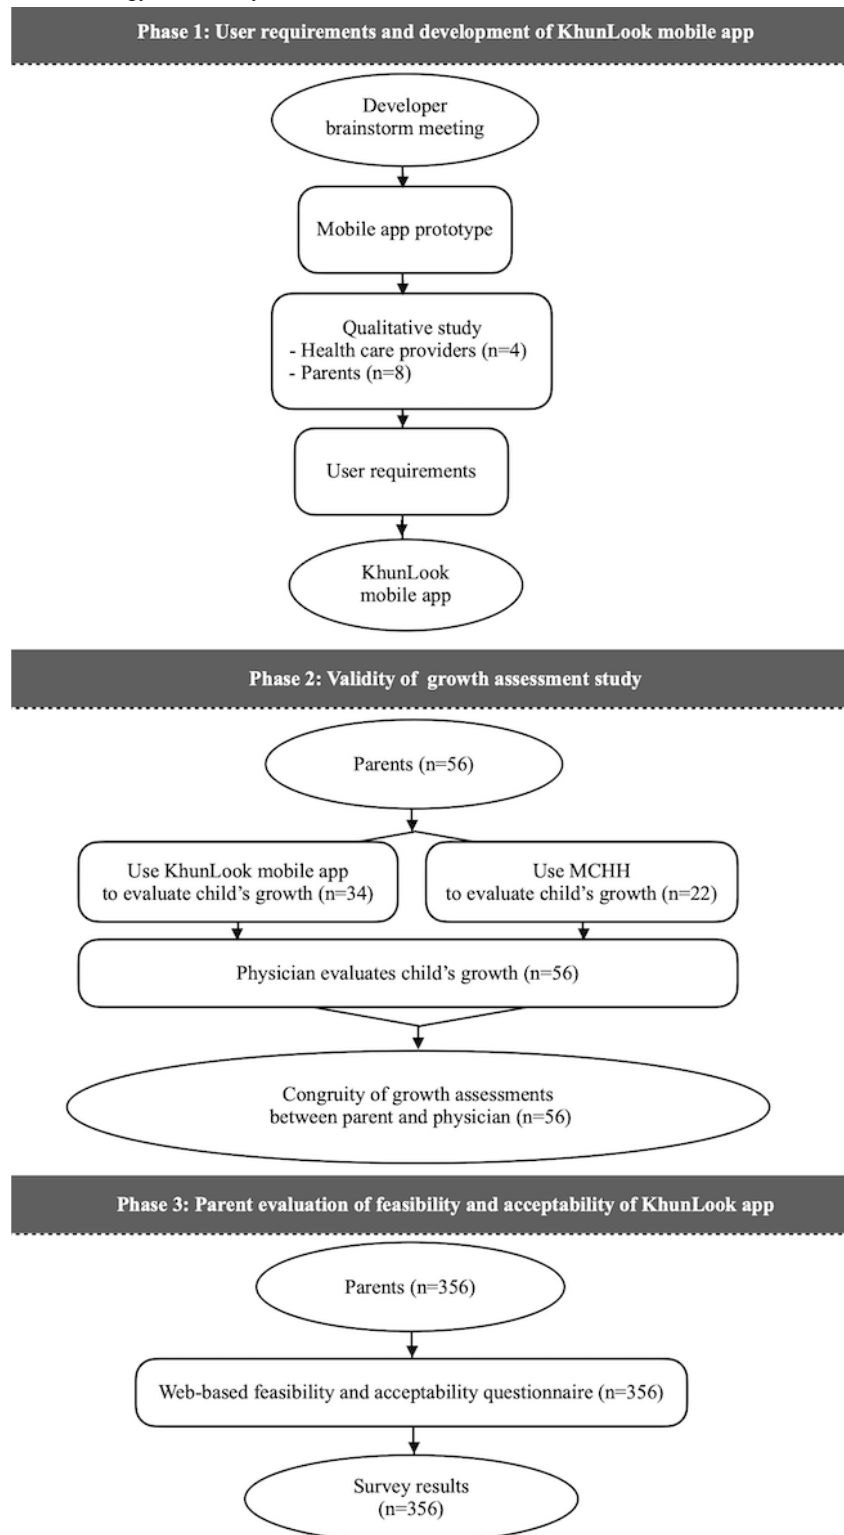 Phase 1: User requirements and development of KhunLook mobile app
Developer
brainstorm meeting
Mobile app prototype
Qualitative study
- Health care providers (n=4)
- Parents (n=8)
User requirements
KhunLook
mobile app
Phase 2: Validity of growth assessment study
Parents (n=56)
Use KhunLook mobile app
to evaluate child's growth (n=34)
Use MCHH
to evaluate child's growth (n=22)
Physician evaluates child's growth (n=56)
Congruity of growth assessments
between parent and physician (n=56)
Phase 3: Parent evaluation of feasibility and acceptability of KhunLook app
Parents (n=356)
Web-based feasibility and acceptability questionnaire (n=356)
Survey results
(n=356)